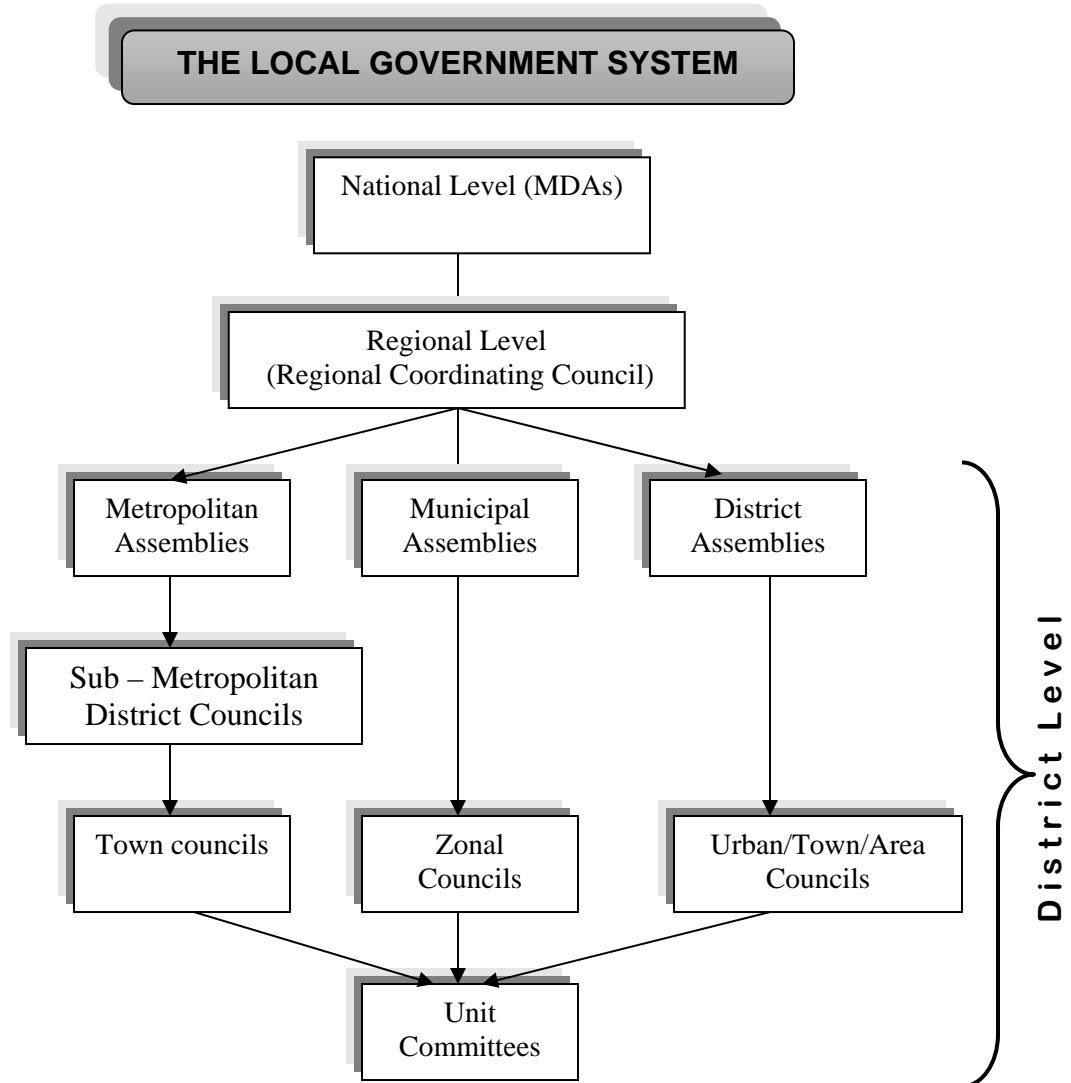 THE LOCAL GOVERNMENT SYSTEM
National Level (MDAs)
Regional Level
(Regional Coordinating Council)
Metropolitan
Assemblies
Municipal
Assemblies
District
Assemblies
Sub – Metropolitan
District Councils
Town councils
Zonal
Councils
Urban/Town/Area
Councils
Unit
Committees
District Level